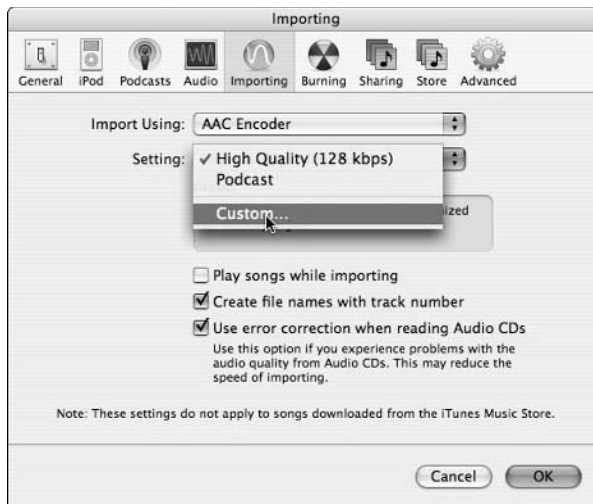 Importing
General iPod Podcasts Audio Importing Burning Sharing Store Advanced
Import Using: AAC Encoder
Setting: ✓ High Quality (128 kbps)
Podcast
Custom...
Play songs while importing
Create file names with track number
Use error correction when reading Audio CDs
Use this option if you experience problems with the
audio quality from Audio CDs. This may reduce the
speed of importing.
Note: These settings do not apply to songs downloaded from the iTunes Music Store.
Cancel OK